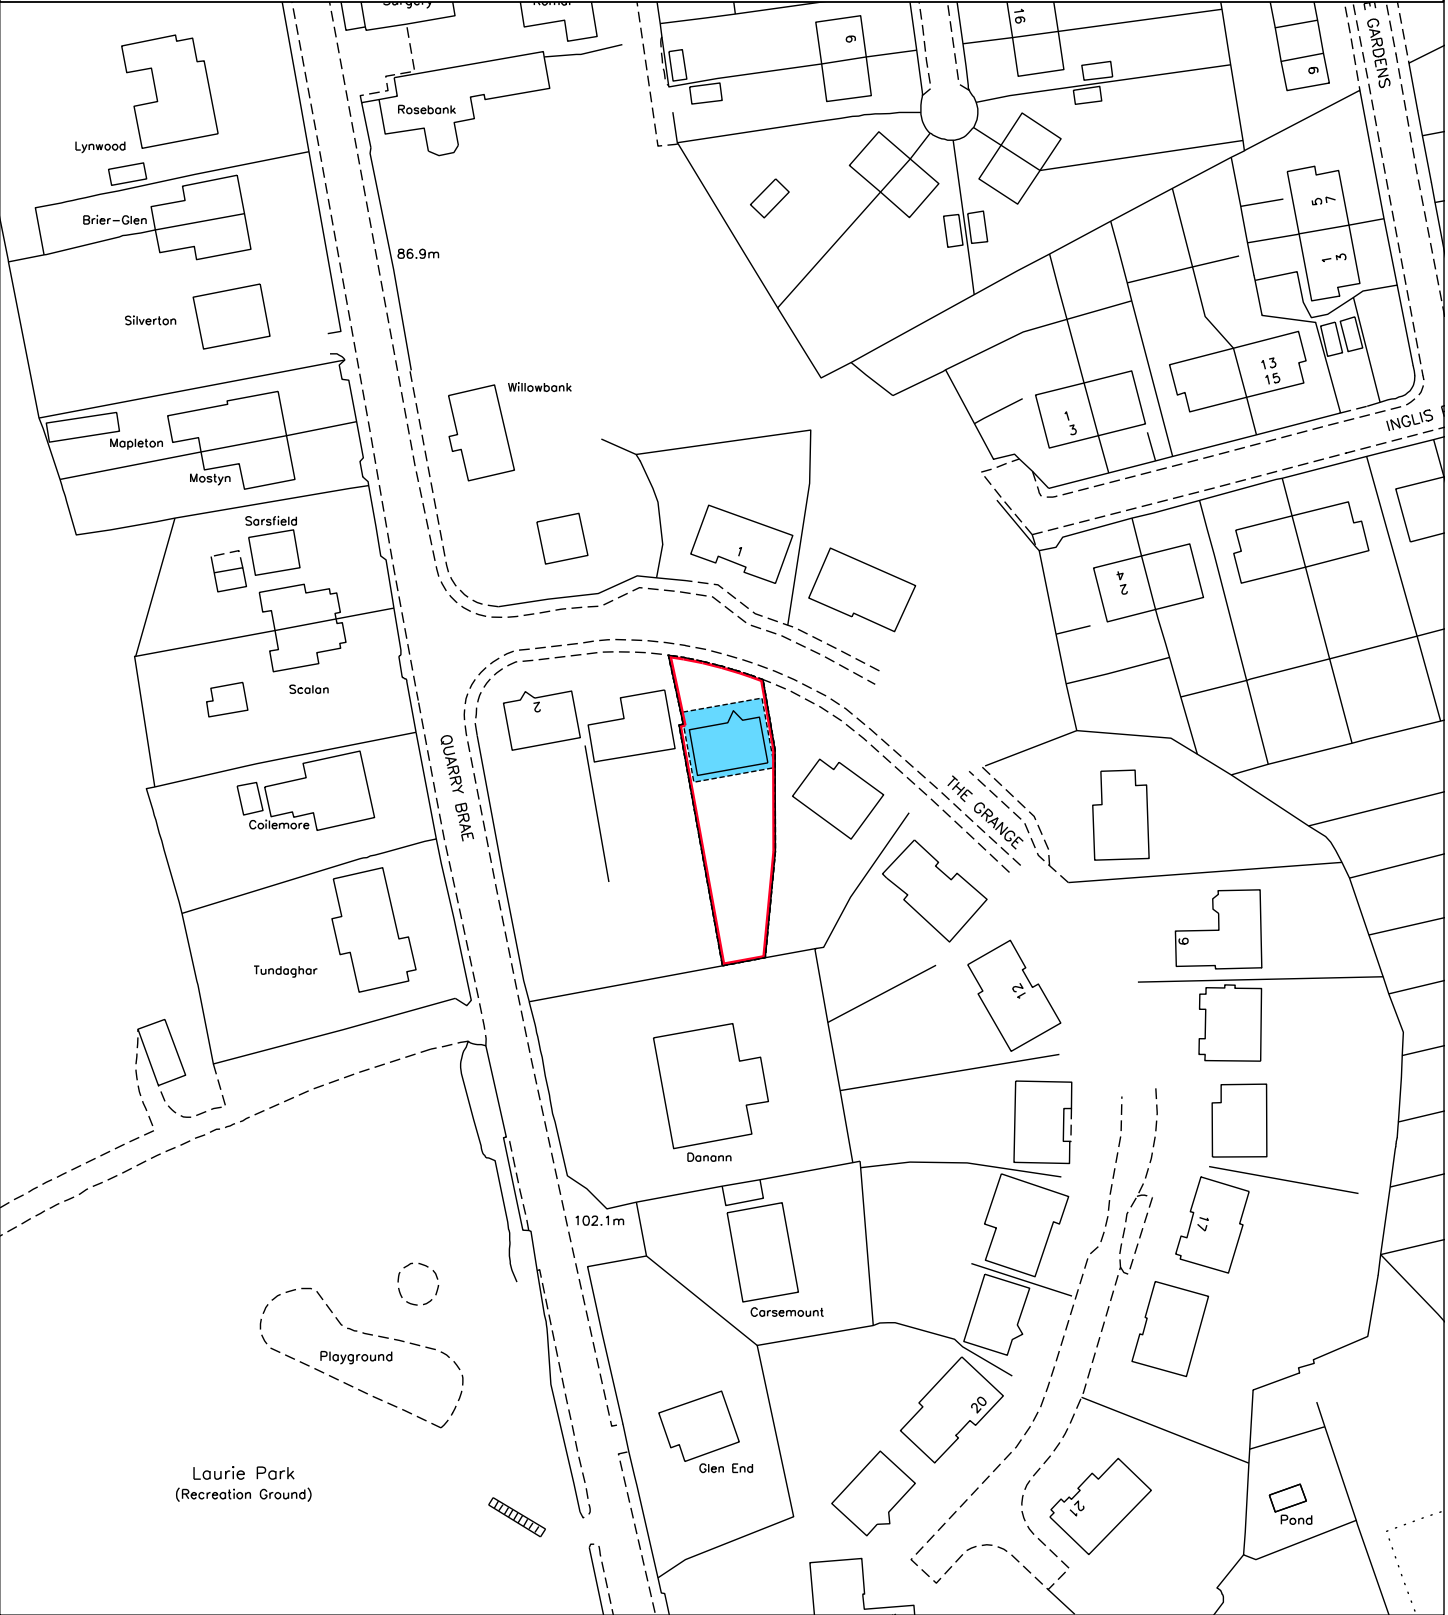 16
6
E GARDENS
9
Rosebank
Lynwood
Brier-Glen
5
7
1
3
86.9m
Silverton
13
15
Willowbank
1
3
INGLIS
Mapleton
Mostyn
Sarsfield
1
4
2
Scalan
2
QUARRY BRAE
THE GRANGE
Coilemore
9
Tundaghar
12
Danann
102.1m
17
Carsemount
Playground
20
Glen End
Laurie Park
(Recreation Ground)
21
Pond